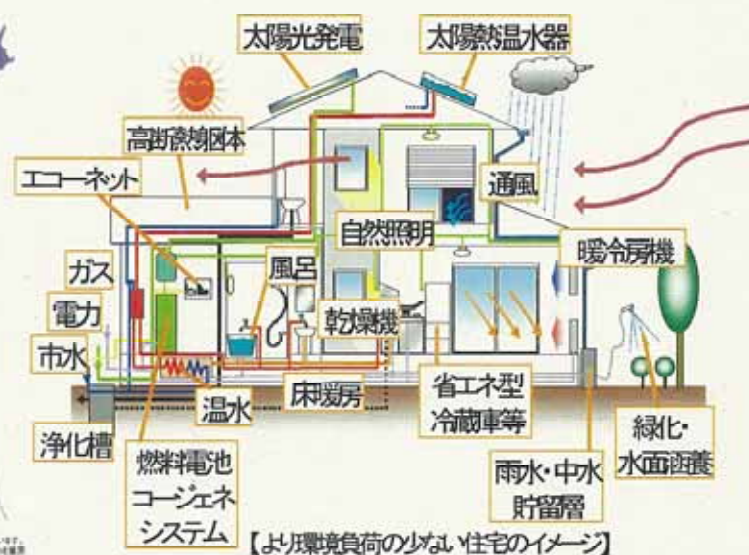 太陽光発電
太陽熱温水器
高断熱躯体
エコーネット
通風
自然照明
暖冷房機
ガス
風呂
電力
乾燥機
市水
温水
床暖房
省エネ型
冷蔵庫等
浄化槽
燃料電池
コージェネ
システム
雨水・中水
貯留層
緑化・
水面涵養
【より環境負荷の少ない住宅のイメージ】